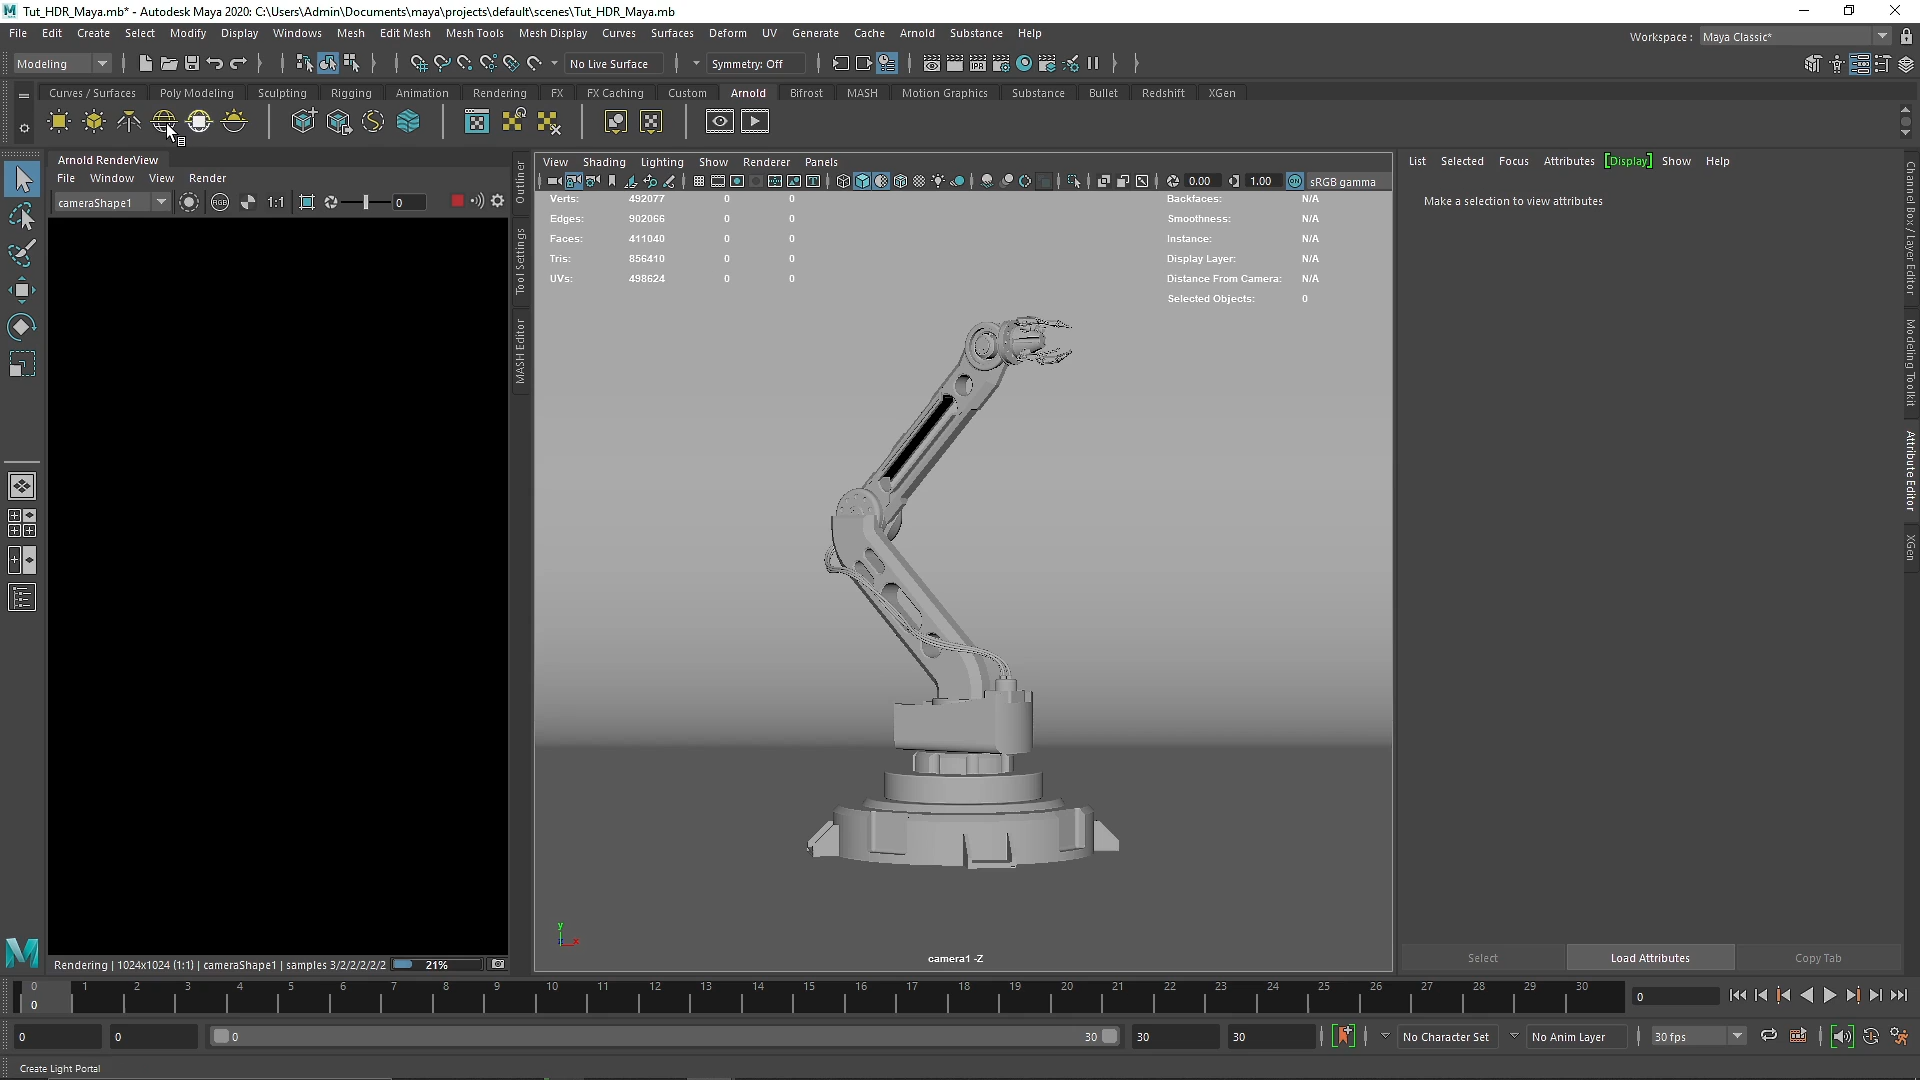 Tut_HDR_Maya.mb* - Autodesk Maya 2020: C:\Users\Admin\Documents\maya\projects\default\scenes\Tut_HDR_Maya.mb
File Edit Create Select Modify Display Windows Mesh Edit Mesh Mesh Tools Mesh Display Curves Surfaces Deform UV Generate Cache Arnold Substance Help
Workspace : Maya Classic*
Modeling No Live Surface Symmetry: Off
Curves / Surfaces Poly Modeling Sculpting Rigging Animation Rendering FX FX Caching Custom Arnold Bifrost MASH Motion Graphics Substance Bullet Redshift XGen
Arnold RenderView
File Window View Render
cameraShape1 RGB 1:1 0
Outliner
Tool Settings
MASH Editor
View Shading Lighting Show Renderer Panels
0.00 1.00 ON sRGB gamma
Verts: 492077 0 0
Edges: 902066 0 0
Faces: 411040 0 0
Tris: 856410 0 0
UVs: 498624 0 0
Backfaces: N/A
Smoothness: N/A
Instance: N/A
Display Layer: N/A
Distance From Camera: N/A
Selected Objects: 0
y
x
camera1 -Z
List Selected Focus Attributes [Display] Show Help
Make a selection to view attributes
Channel Box / Layer Editor
Modeling Toolkit
Attribute Editor
XGen
Select Load Attributes Copy Tab
Rendering | 1024x1024 (1:1) | cameraShape1 | samples 3/2/2/2/2/2 21%
0 1 2 3 4 5 6 7 8 9 10 11 12 13 14 15 16 17 18 19 20 21 22 23 24 25 26 27 28 29 30
0 0
0 0 0 30 30 30 No Character Set No Anim Layer 30 fps
Create Light Portal